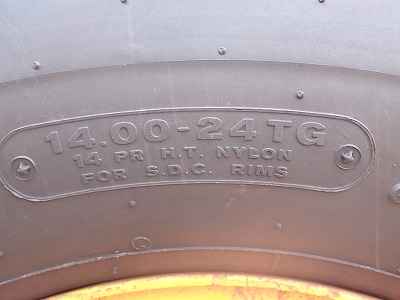 14.00-24TG
14 PR H.T. NYLON
FOR S.D.C. RIMS